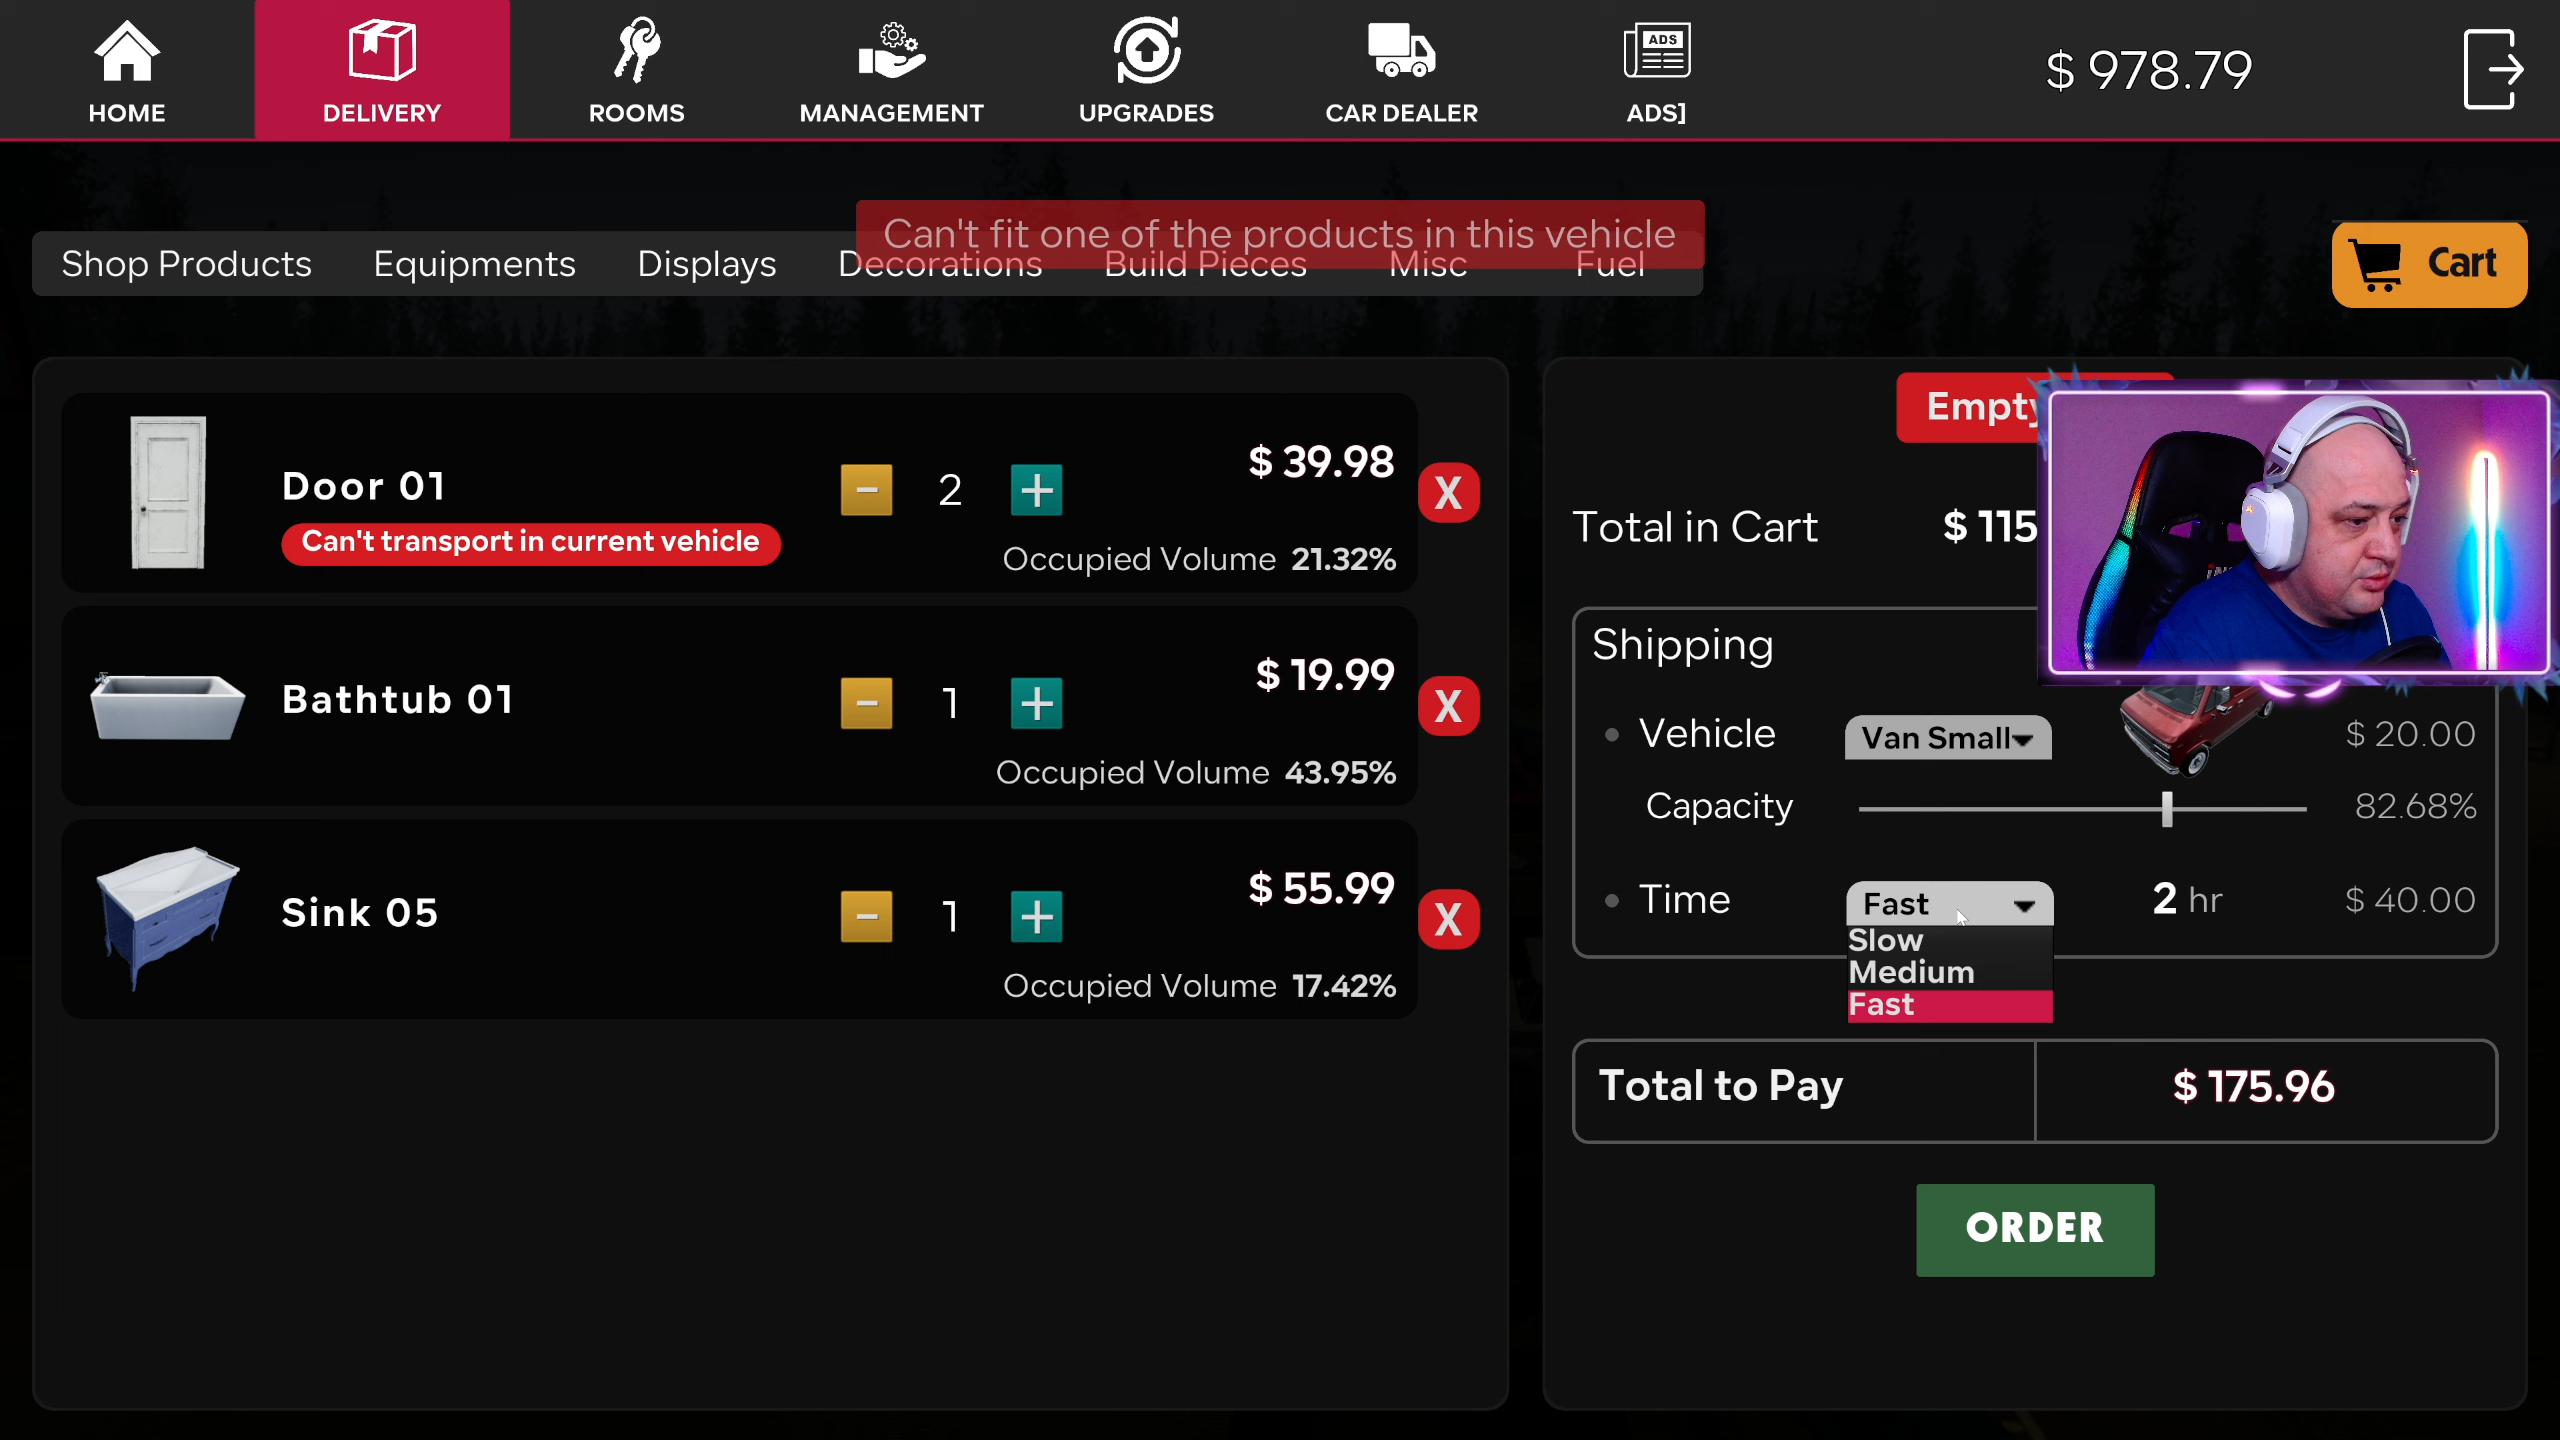 HOME
DELIVERY
ROOMS
MANAGEMENT
UPGRADES
CAR DEALER
ADS
ADS]
$ 978.79
Can't fit one of the products in this vehicle
Shop Products
Equipments
Displays
Decorations
Build Pieces
Misc
Fuel
Cart
Door 01
Can't transport in current vehicle
- 2 +
$ 39.98
X
Occupied Volume 21.32%
Bathtub 01
- 1 +
$ 19.99
X
Occupied Volume 43.95%
Sink 05
- 1 +
$ 55.99
X
Occupied Volume 17.42%
Empty
Total in Cart $ 115
Shipping
Vehicle
Van Small
$ 20.00
Capacity
82.68%
Time
Fast
2 hr
$ 40.00
Slow
Medium
Fast
Total to Pay
$ 175.96
ORDER